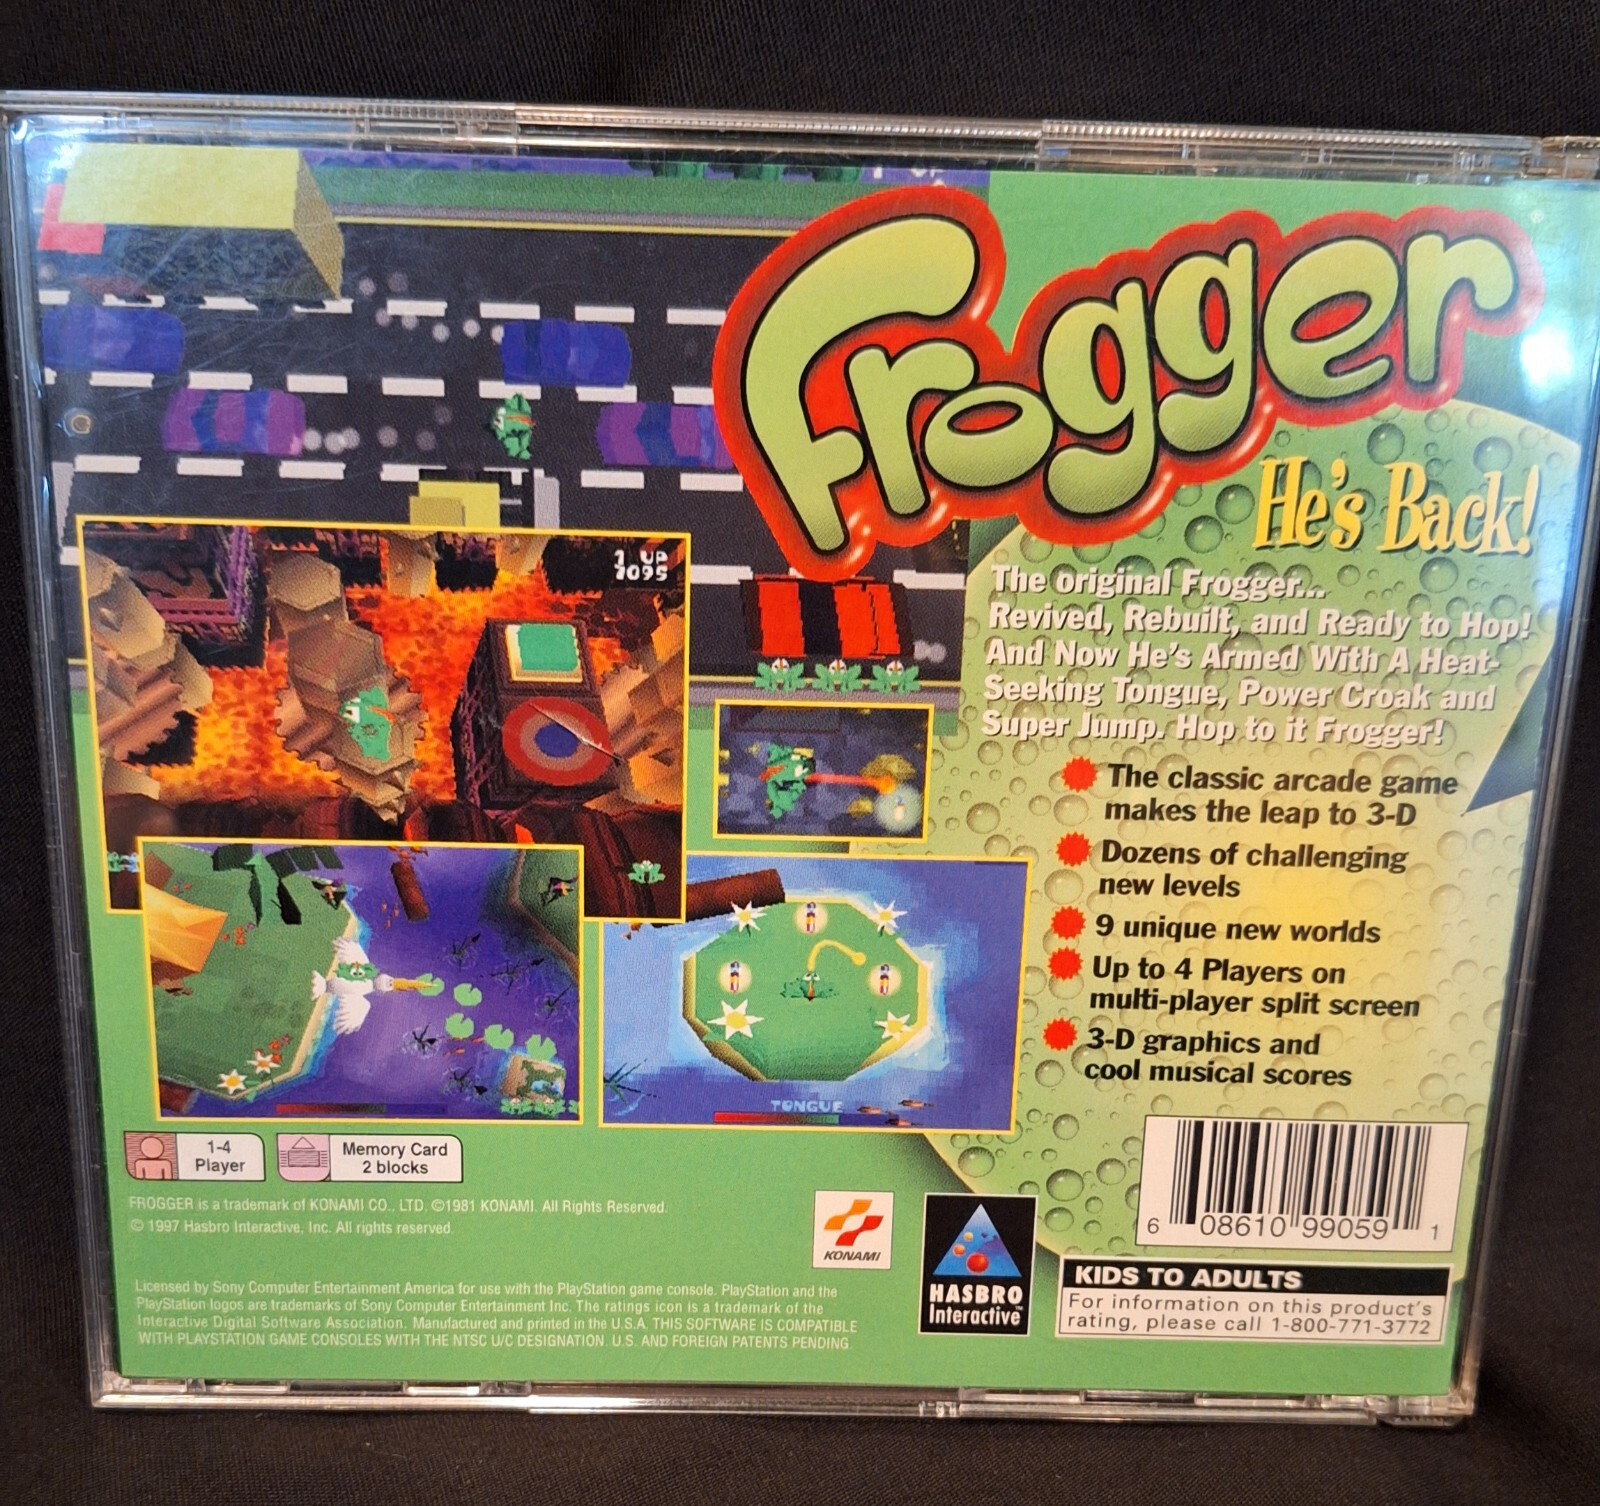 1 UP
Frogger
He's Back!
1 UP
7095
The original Frogger...
Revived, Rebuilt, and Ready to Hop!
And Now He's Armed With A Heat-
Seeking Tongue, Power Croak and
Super Jump. Hop to it Frogger!
The classic arcade game
makes the leap to 3-D
Dozens of challenging
new levels
9 unique new worlds
Up to 4 Players on
multi-player split screen
3-D graphics and
cool musical scores
TONGUE
1-4
Player
Memory Card
2 blocks
FROGGER is a trademark of KONAMI CO., LTD. ©1981 KONAMI. All Rights Reserved.
© 1997 Hasbro Interactive, Inc. All rights reserved.
KONAMI
HASBRO
Interactive™
6 08610 99059 1
KIDS TO ADULTS
For information on this product's
rating, please call 1-800-771-3772
Licensed by Sony Computer Entertainment America for use with the PlayStation game console. PlayStation and the
PlayStation logos are trademarks of Sony Computer Entertainment Inc. The ratings icon is a trademark of the
Interactive Digital Software Association. Manufactured and printed in the U.S.A. THIS SOFTWARE IS COMPATIBLE
WITH PLAYSTATION GAME CONSOLES WITH THE NTSC U/C DESIGNATION. U.S. AND FOREIGN PATENTS PENDING.